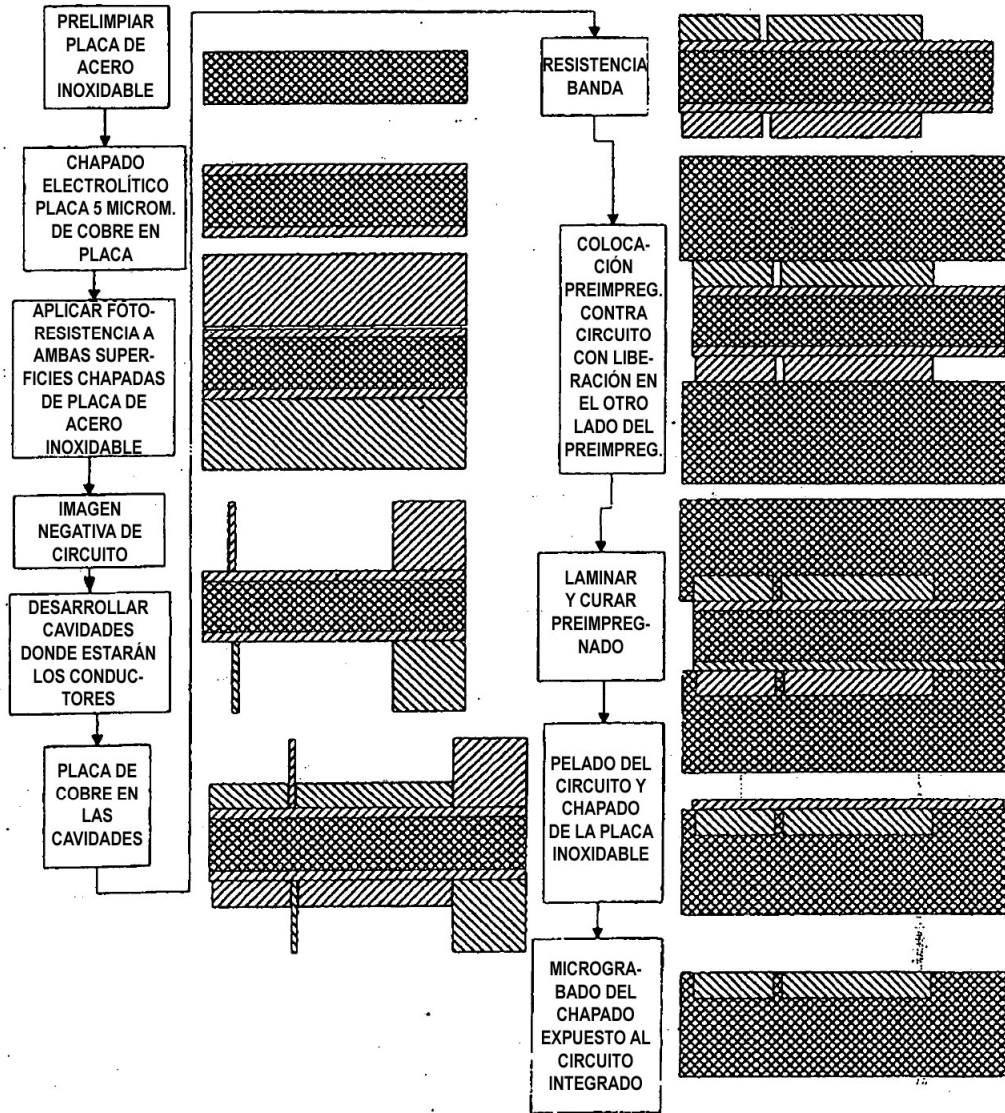 PRELIMPIAR
PLACA DE
ACERO
INOXIDABLE
CHAPADO
ELECTROLÍTICO
PLACA 5 MICROM.
DE COBRE EN
PLACA
APLICAR FOTO-
RESISTENCIA A
AMBAS SUPER-
FICIES CHAPADAS
DE PLACA DE
ACERO
INOXIDABLE
IMAGEN
NEGATIVA DE
CIRCUITO
DESARROLLAR
CAVIDADES
DONDE ESTARÁN
LOS CONDUC-
TORES
PLACA DE
COBRE EN
LAS
CAVIDADES
RESISTENCIA
BANDA
COLOCA-
CIÓN
PREIMPREG.
CONTRA
CIRCUITO
CON LIBE-
RACIÓN EN
EL OTRO
LADO DEL
PREIMPREG.
LAMINAR
Y CURAR
PREIMPREG-
NADO
PELADO DEL
CIRCUITO Y
CHAPADO
DE LA PLACA
INOXIDABLE
MICROGRA-
BADO DEL
CHAPADO
EXPUESTO AL
CIRCUITO
INTEGRADO